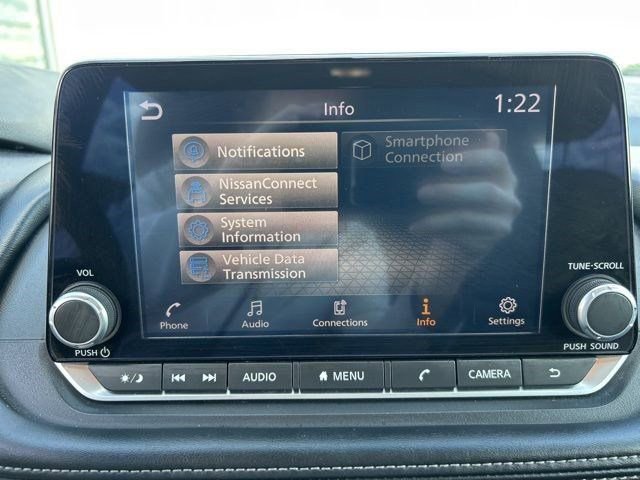 Info
1:22
Notifications
NissanConnect
Services
System
Information
Vehicle Data
Transmission
Smartphone
Connection
Phone
Audio
Connections
Info
Settings
VOL
PUSH
TUNE·SCROLL
PUSH SOUND
AUDIO
MENU
CAMERA